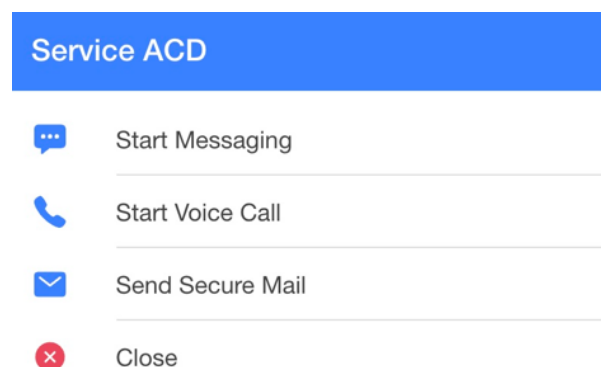 Service ACD
Start Messaging
Start Voice Call
Send Secure Mail
Close